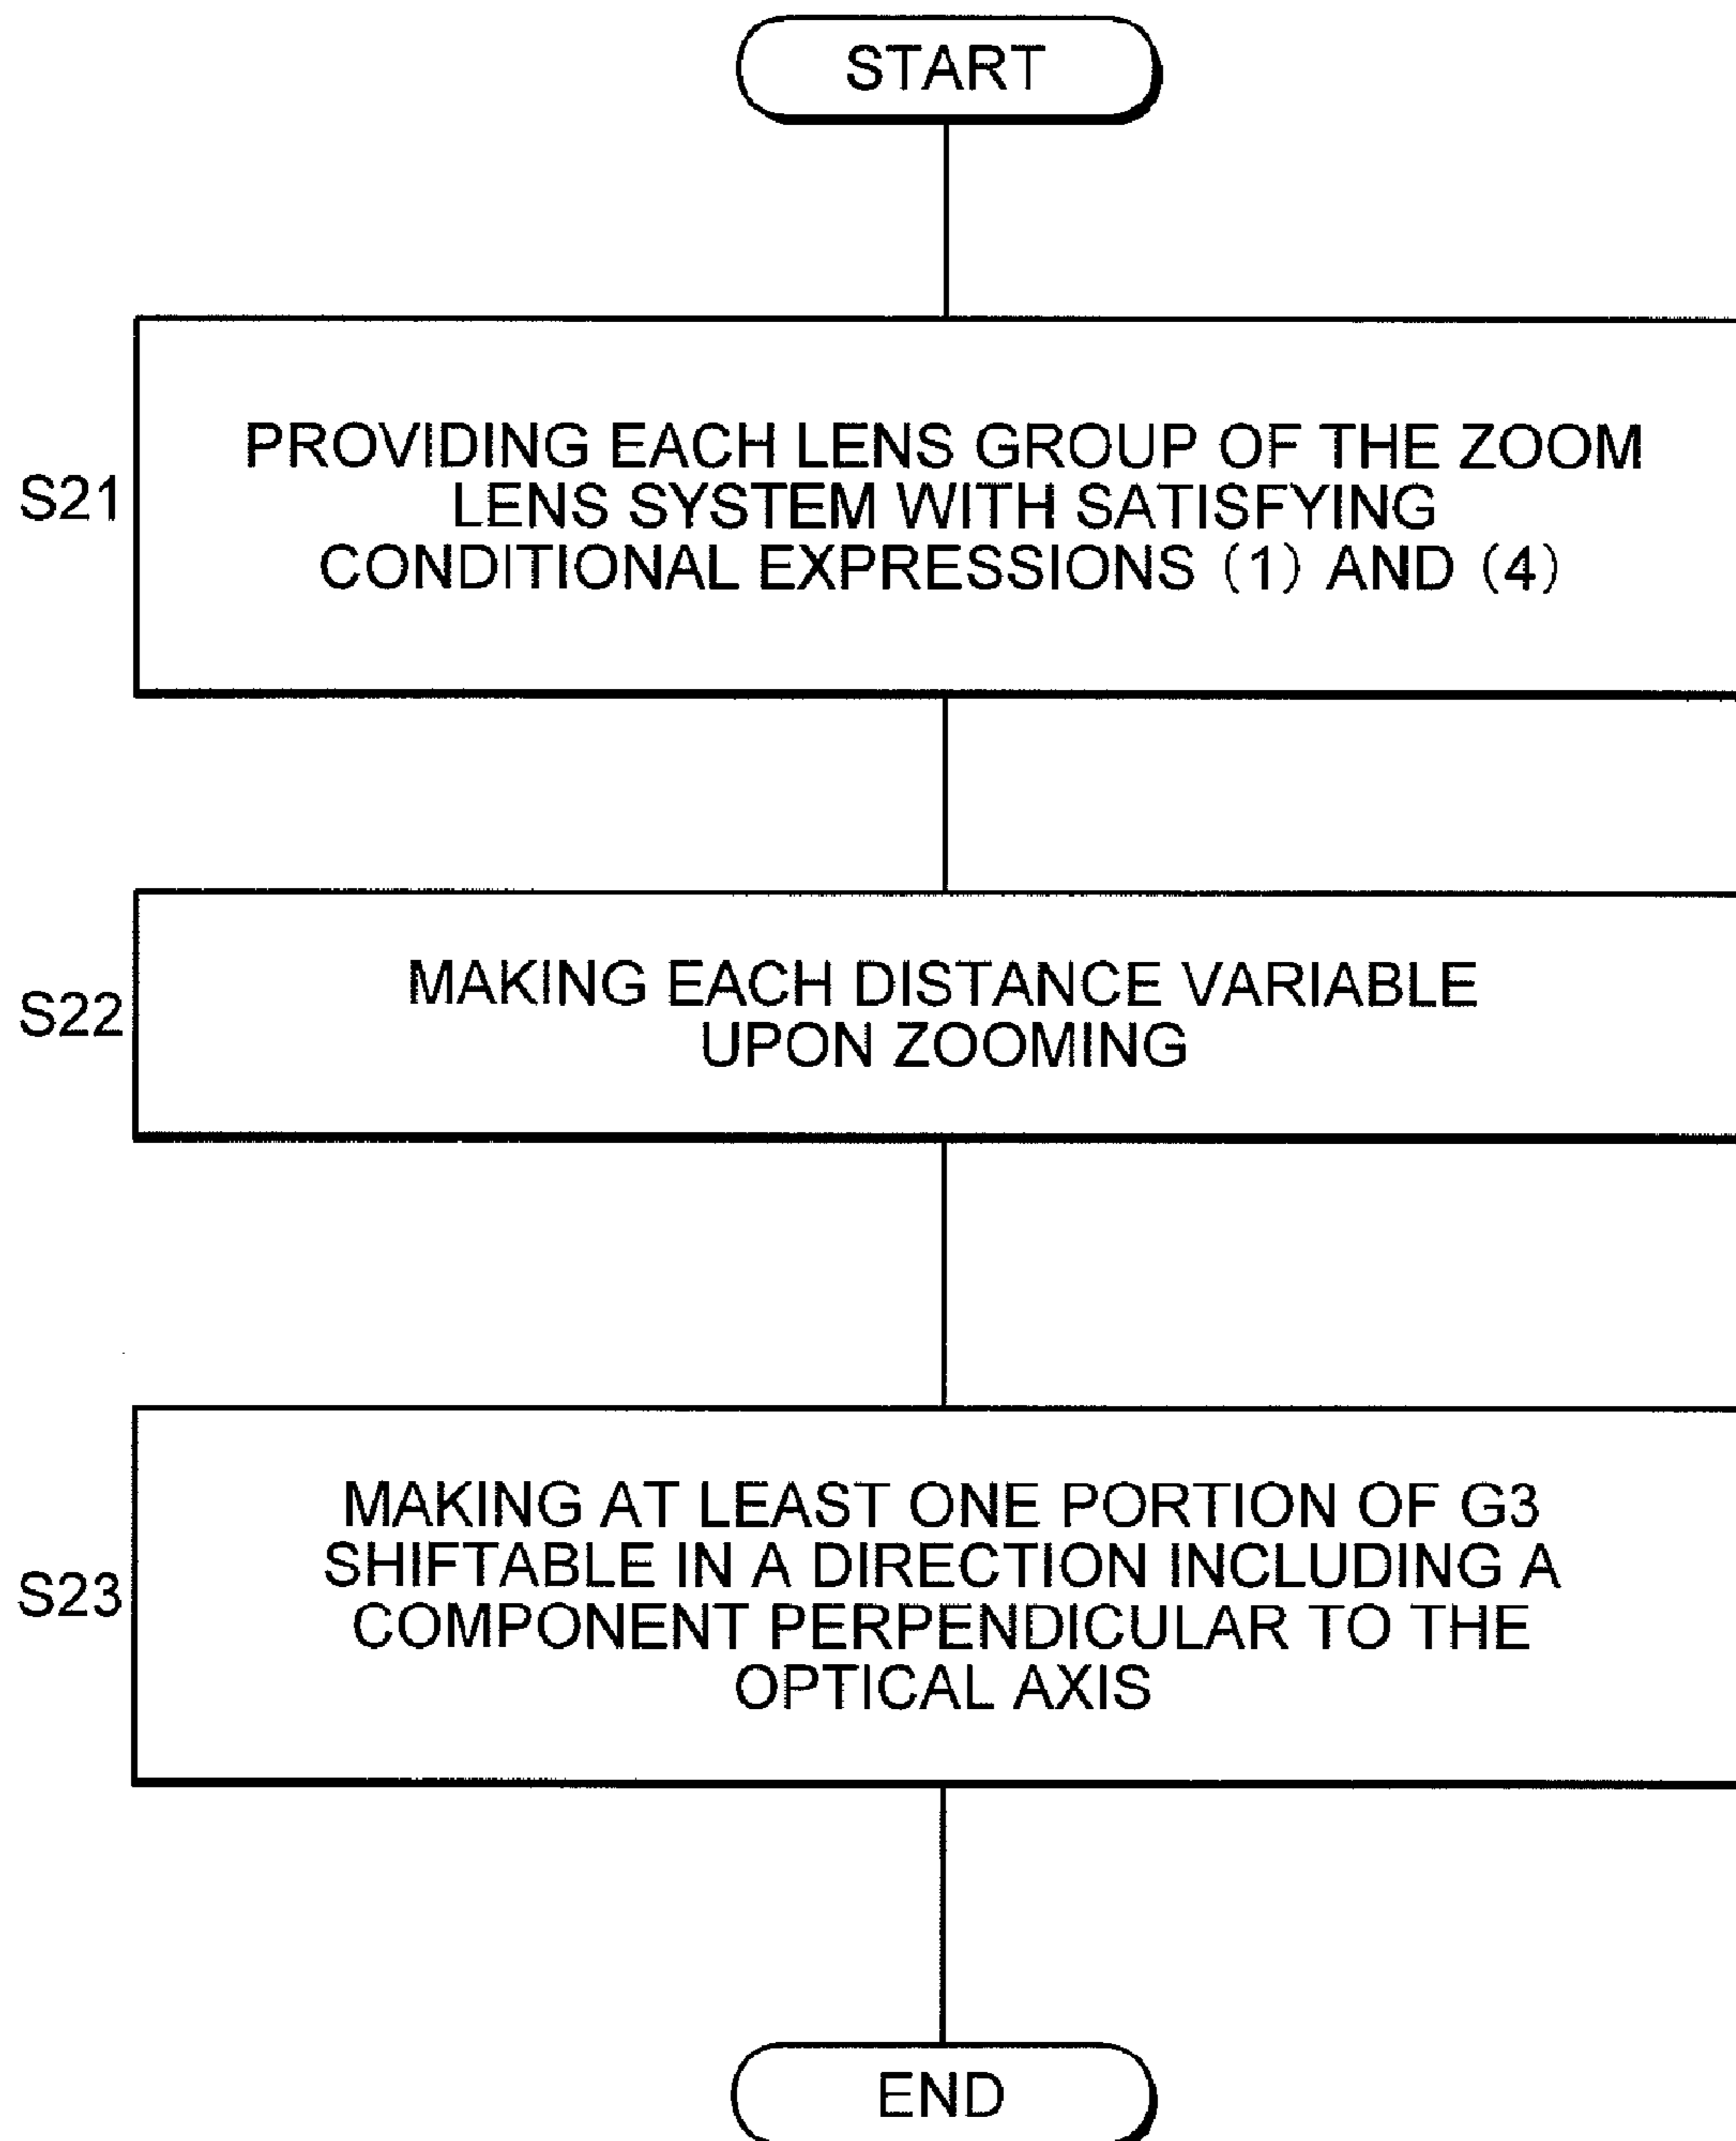 START
S21
PROVIDING EACH LENS GROUP OF THE ZOOM
LENS SYSTEM WITH SATISFYING
CONDITIONAL EXPRESSIONS (1) AND (4)
S22
MAKING EACH DISTANCE VARIABLE
UPON ZOOMING
S23
MAKING AT LEAST ONE PORTION OF G3
SHIFTABLE IN A DIRECTION INCLUDING A
COMPONENT PERPENDICULAR TO THE
OPTICAL AXIS
END